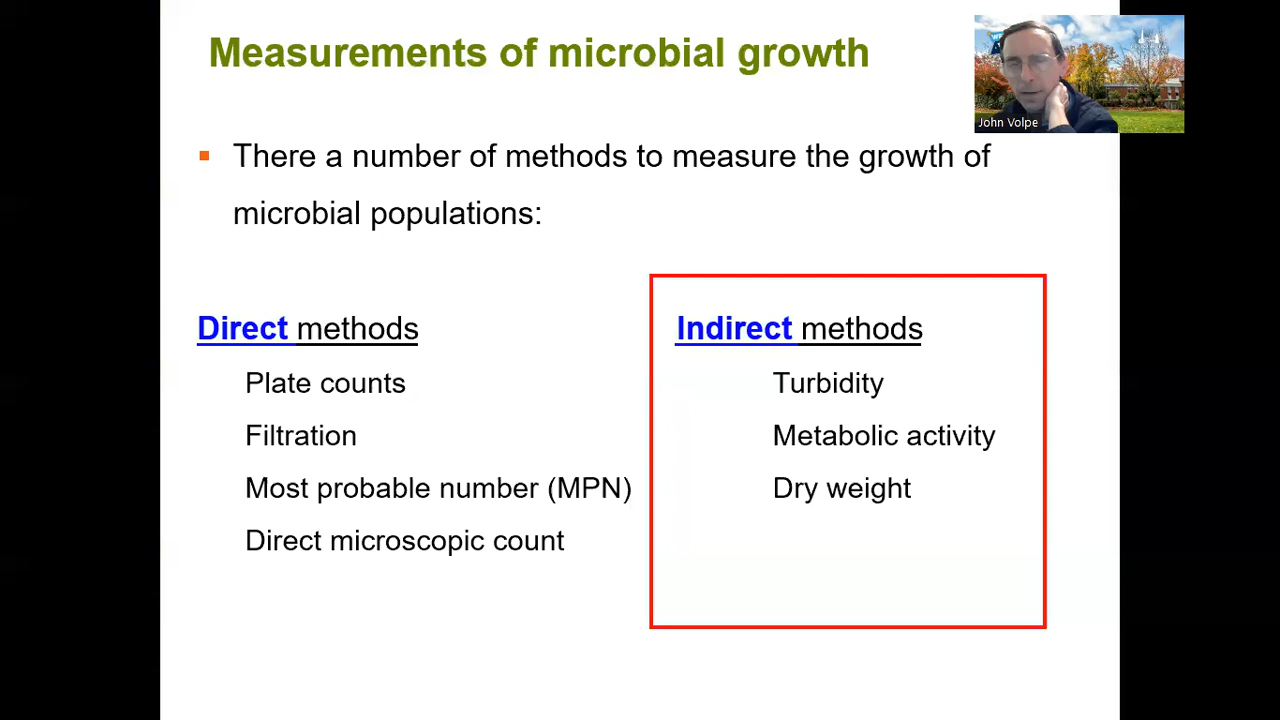 Measurements of microbial growth
John Volpe
There a number of methods to measure the growth of
microbial populations:
Direct methods
Plate counts
Filtration
Most probable number (MPN)
Direct microscopic count
Indirect methods
Turbidity
Metabolic activity
Dry weight